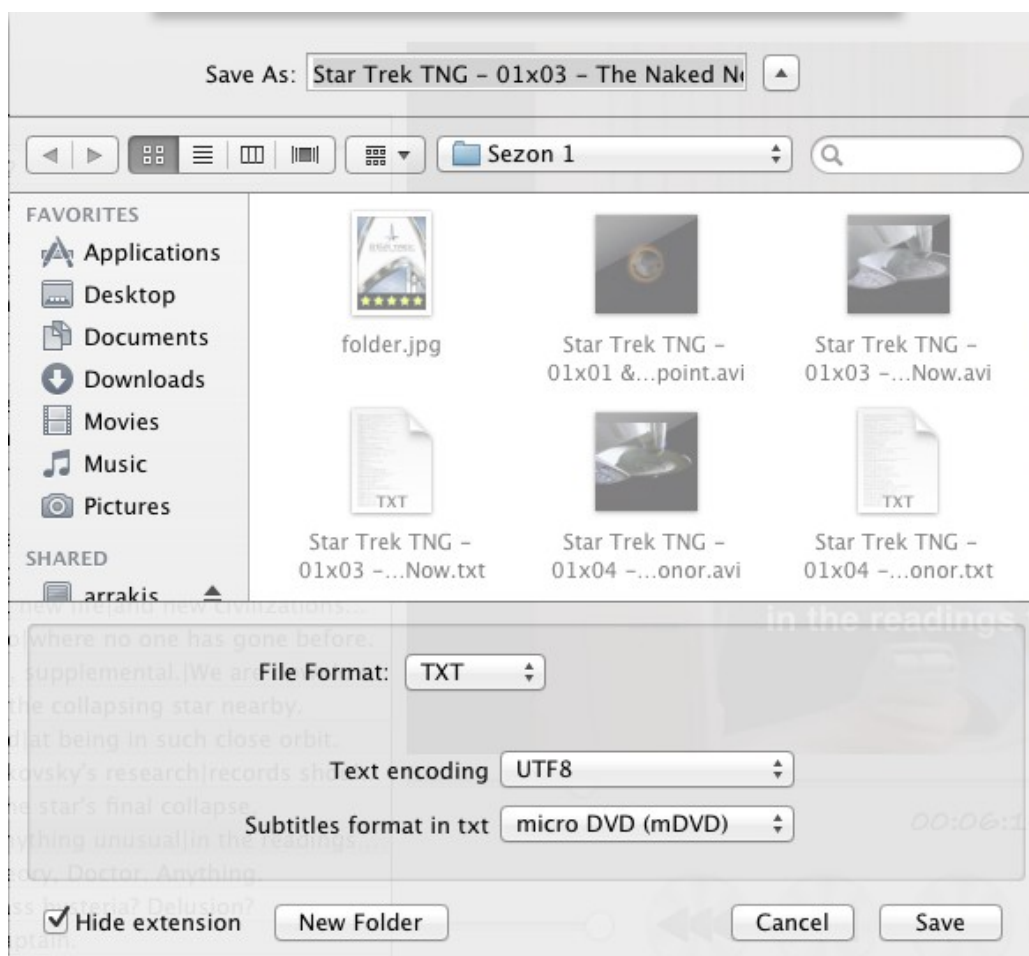 Save As: Star Trek TNG – 01x03 – The Naked N
Sezon 1
FAVORITES
Applications
Desktop
Documents
Downloads
Movies
Music
Pictures
SHARED
arrakis
folder.jpg
Star Trek TNG –
01x01 &...point.avi
Star Trek TNG –
01x03 –...Now.avi
TXT
Star Trek TNG –
01x03 –...Now.txt
Star Trek TNG –
01x04 –...onor.avi
TXT
Star Trek TNG –
01x04 –...onor.txt
new life|and new civilizations...
where no one has gone before.
in the readings
supplemental.|We are
File Format: TXT
the collapsing star nearby.
at being in such close orbit.
kovsky's research|records sho
Text encoding UTF8
star's final collapse
Subtitles format in txt micro DVD (mDVD)
00:06:1
ything unusual|in the readings...
ory, Doctor. Anything.
ss hysteria? Delusion?
Hide extension New Folder Cancel Save
ptain.